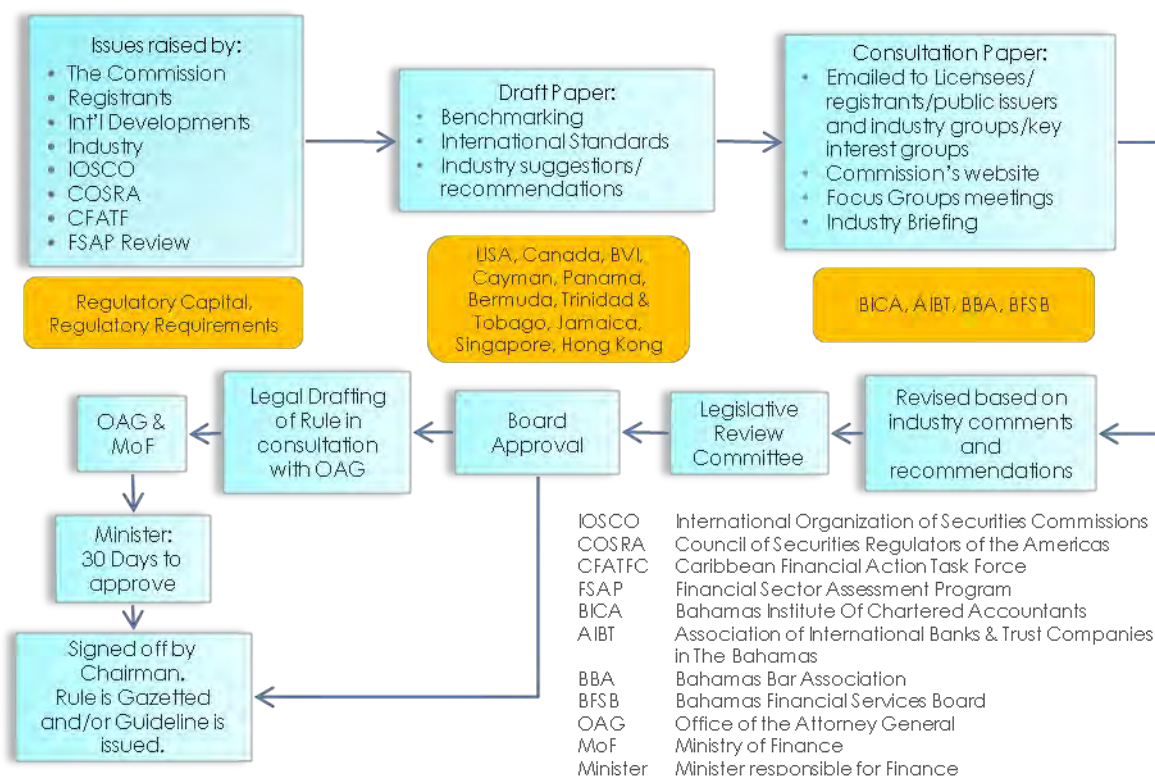 Issues raised by:
• The Commission
• Registrants
• Int'l Developments
• Industry
• IOSCO
• COSRA
• CFATF
• FSAP Review
Regulatory Capital,
Regulatory Requirements
Draft Paper:
• Benchmarking
• International Standards
• Industry suggestions/
recommendations
USA, Canada, BVI,
Cayman, Panama,
Bermuda, Trinidad &
Tobago, Jamaica,
Singapore, Hong Kong
Consultation Paper:
• Emailed to Licensees/
registrants/public issuers
and industry groups/key
interest groups
• Commission's website
• Focus Groups meetings
• Industry Briefing
BICA, AIBT, BBA, BFSB
Revised based on
industry comments
and
recommendations
Legislative
Review
Committee
Board
Approval
Legal Drafting
of Rule in
consultation
with OAG
OAG &
MoF
Minister:
30 Days to
approve
Signed off by
Chairman.
Rule is Gazetted
and/or Guideline is
issued.
IOSCO International Organization of Securities Commissions
COSRA Council of Securities Regulators of the Americas
CFATFC Caribbean Financial Action Task Force
FSAP Financial Sector Assessment Program
BICA Bahamas Institute Of Chartered Accountants
AIBT Association of International Banks & Trust Companies
in The Bahamas
BBA Bahamas Bar Association
BFSB Bahamas Financial Services Board
OAG Office of the Attorney General
MoF Ministry of Finance
Minister Minister responsible for Finance